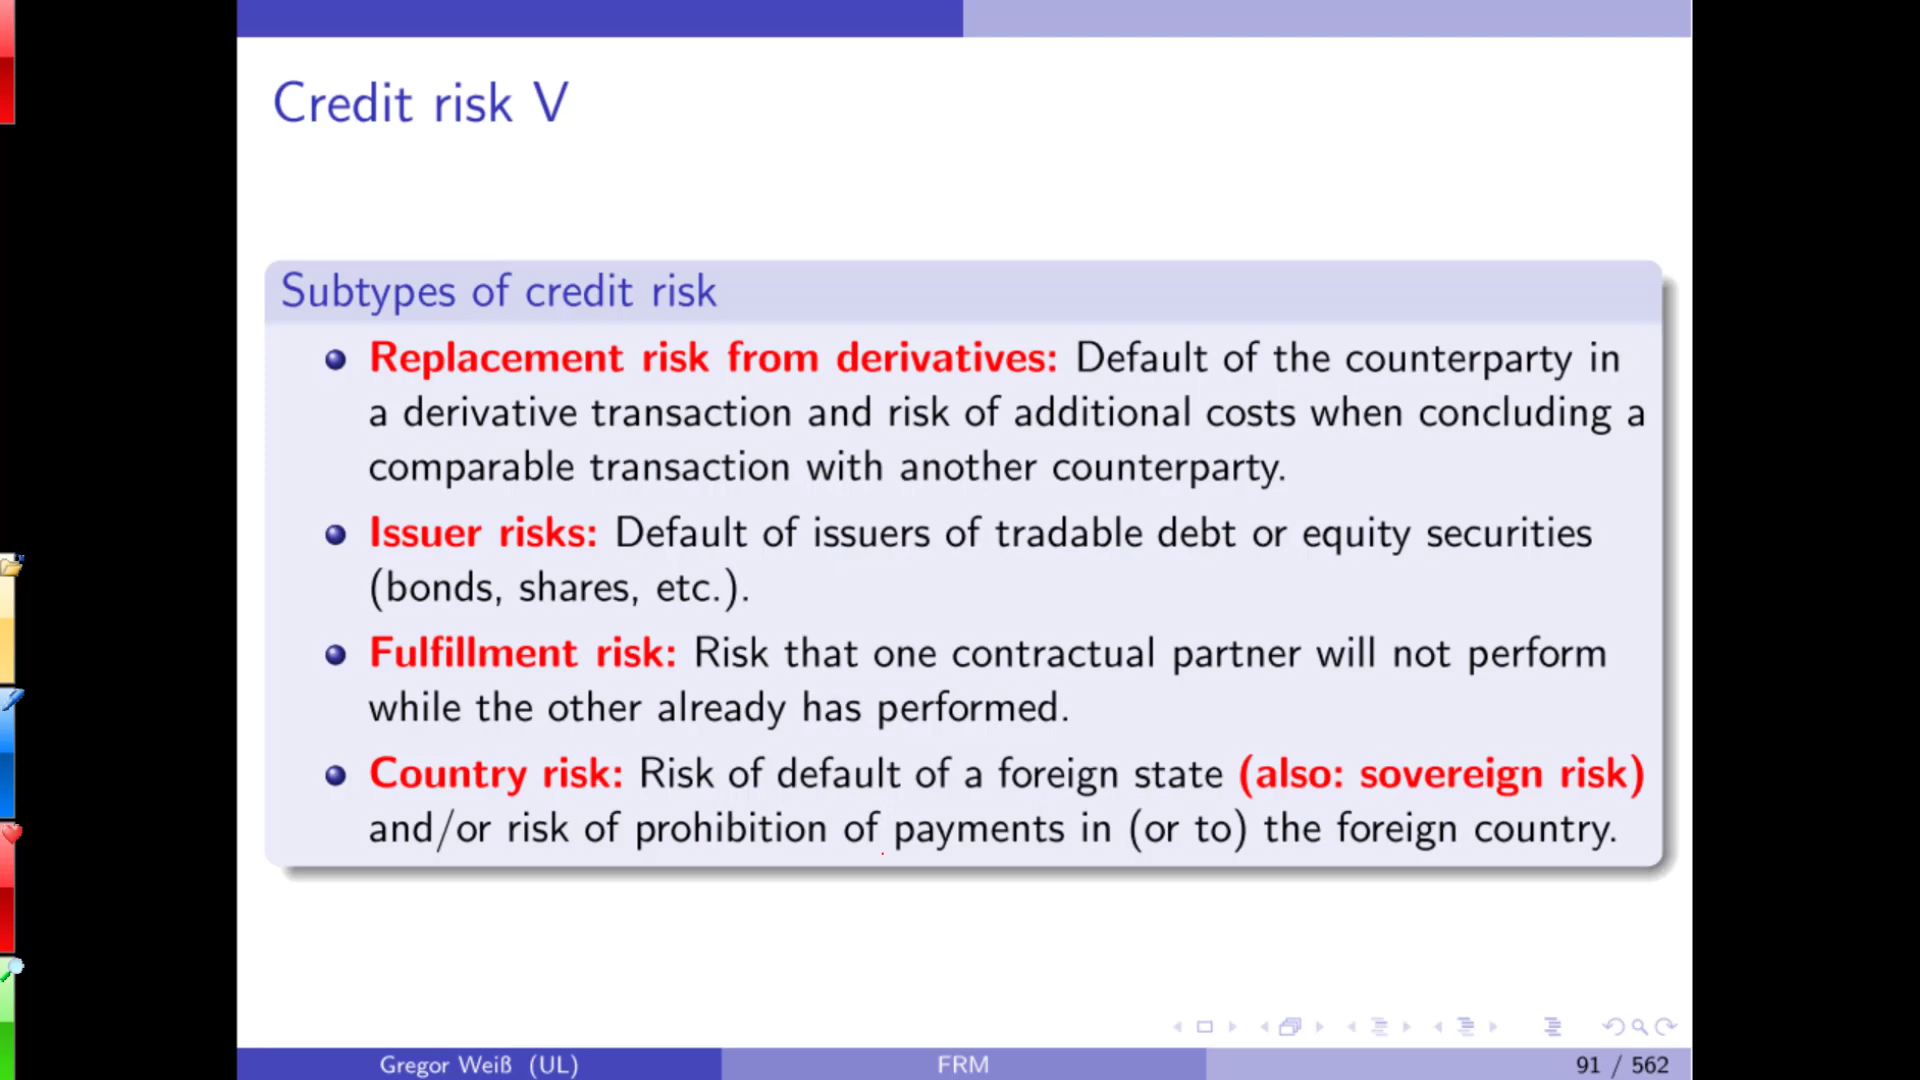 Credit risk V
Subtypes of credit risk
Replacement risk from derivatives: Default of the counterparty in
a derivative transaction and risk of additional costs when concluding a
comparable transaction with another counterparty.
Issuer risks: Default of issuers of tradable debt or equity securities
(bonds, shares, etc.).
Fulfillment risk: Risk that one contractual partner will not perform
while the other already has performed.
Country risk: Risk of default of a foreign state (also: sovereign risk)
and/or risk of prohibition of payments in (or to) the foreign country.
Gregor Weiß (UL) FRM 91 / 562